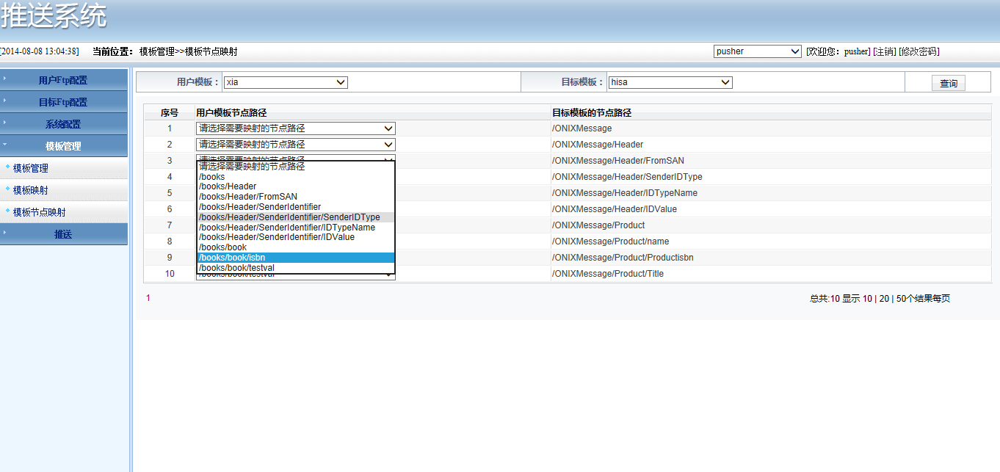 推送系统
[2014-08-08 13:04:38] 当前位置：模板管理>>模板节点映射 pusher [欢迎您：pusher] [注销] [修改密码]
用户Ftp配置
目标Ftp配置
系统配置
模板管理
模板管理
模板映射
模板节点映射
推送
用户模板： xia 目标模板： hisa 查询
序号 用户模板节点路径 目标模板的节点路径
1 请选择需要映射的节点路径 /ONIXMessage
2 请选择需要映射的节点路径 /ONIXMessage/Header
3 请选择需要映射的节点路径 /ONIXMessage/Header/FromSAN
4 /ONIXMessage/Header/SenderIDType
5 /ONIXMessage/Header/IDTypeName
6 /ONIXMessage/Header/IDValue
7 /ONIXMessage/Product
8 /ONIXMessage/Product/name
9 /ONIXMessage/Product/Productisbn
10 /books/book/testval /ONIXMessage/Product/Title
请选择需要映射的节点路径
/books
/books/Header
/books/Header/FromSAN
/books/Header/SenderIdentifier
/books/Header/SenderIdentifier/SenderIDType
/books/Header/SenderIdentifier/IDTypeName
/books/Header/SenderIdentifier/IDValue
/books/book
/books/book/isbn
/books/book/testval
1 总共:10 显示 10 | 20 | 50个结果每页